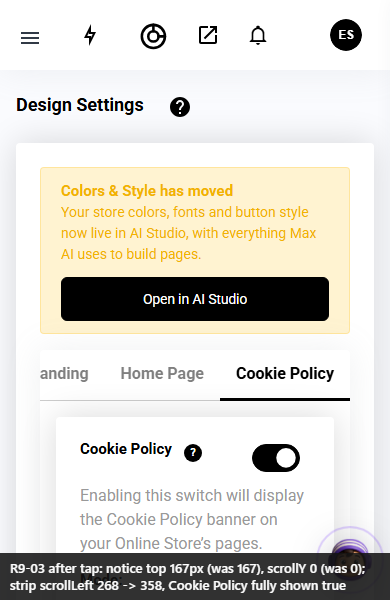 ES
Design Settings ?
Colors & Style has moved
Your store colors, fonts and button style
now live in AI Studio, with everything Max
AI uses to build pages.
Open in AI Studio
anding Home Page Cookie Policy
Cookie Policy ?
Enabling this switch will display
the Cookie Policy banner on
your Online Store’s pages.
R9-03 after tap: notice top 167px (was 167), scrollY 0 (was 0);
strip scrollLeft 268 -> 358, Cookie Policy fully shown true